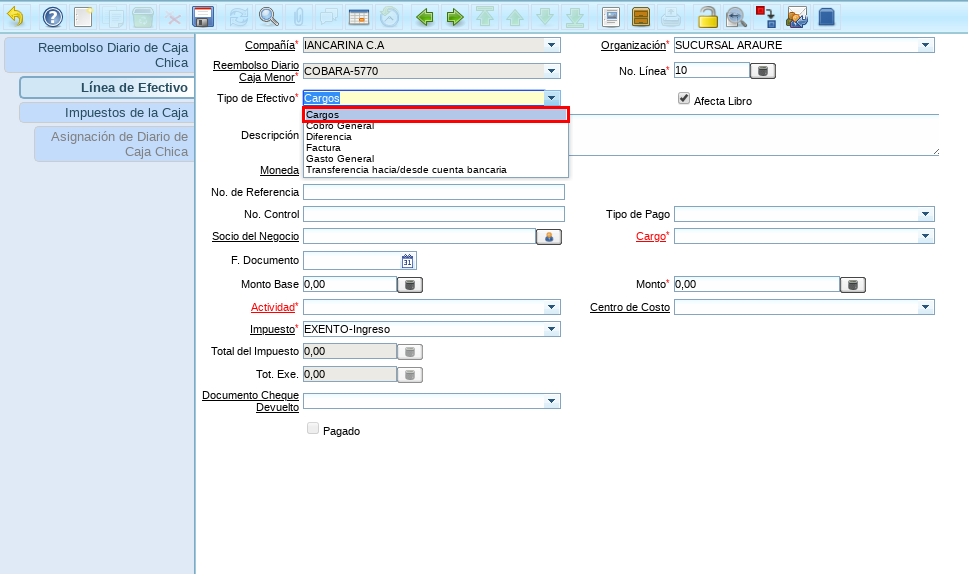 Reembolso Diario de Caja
Chica
Línea de Efectivo
Impuestos de la Caja
Asignación de Diario de
Caja Chica
Compañía* IANCARINA C.A
Organización* SUCURSAL ARAURE
Reembolso Diario
Caja Menor* COBARA-5770
No. Línea* 10
Tipo de Efectivo* Cargos
Afecta Libro
Cargos
Cobro General
Diferencia
Factura
Gasto General
Transferencia hacia/desde cuenta bancaria
Descripción
Moneda
No. de Referencia
No. Control
Tipo de Pago
Socio del Negocio
Cargo*
F. Documento
31
Monto Base 0,00
Monto* 0,00
Actividad*
Centro de Costo
Impuesto* EXENTO-Ingreso
Total del Impuesto 0,00
Tot. Exe. 0,00
Documento Cheque
Devuelto
Pagado